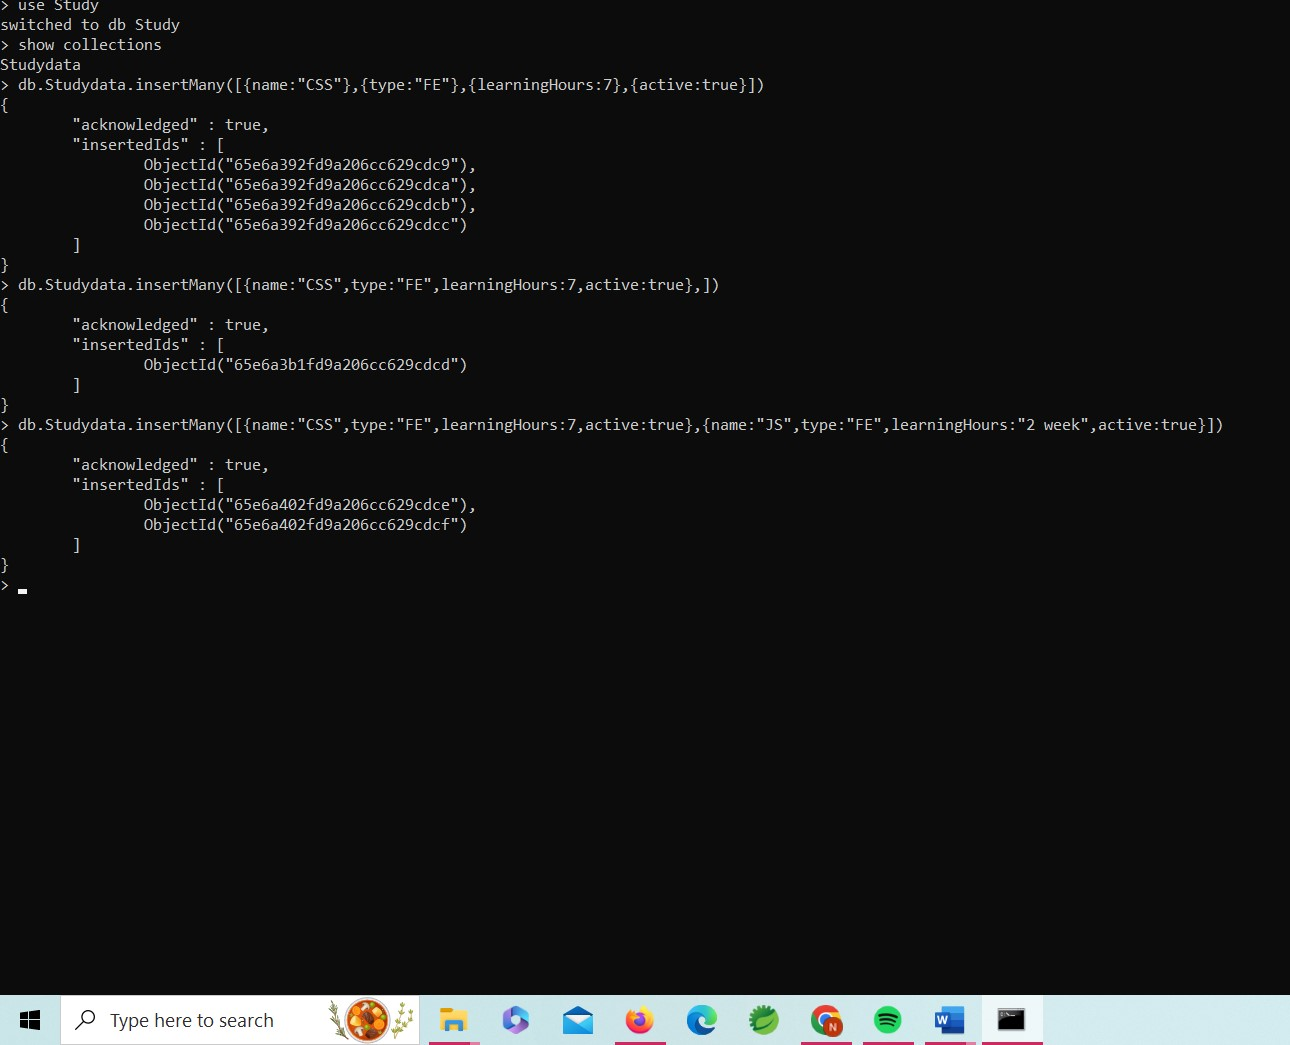 > use Study
switched to db Study
> show collections
Studydata
> db.Studydata.insertMany([{name:"CSS"},{type:"FE"},{learningHours:7},{active:true}])
{
        "acknowledged" : true,
        "insertedIds" : [
                ObjectId("65e6a392fd9a206cc629cdc9"),
                ObjectId("65e6a392fd9a206cc629cdca"),
                ObjectId("65e6a392fd9a206cc629cdcb"),
                ObjectId("65e6a392fd9a206cc629cdcc")
        ]
}
> db.Studydata.insertMany([{name:"CSS",type:"FE",learningHours:7,active:true},])
{
        "acknowledged" : true,
        "insertedIds" : [
                ObjectId("65e6a3b1fd9a206cc629cdcd")
        ]
}
> db.Studydata.insertMany([{name:"CSS",type:"FE",learningHours:7,active:true},{name:"JS",type:"FE",learningHours:"2 week",active:true}])
{
        "acknowledged" : true,
        "insertedIds" : [
                ObjectId("65e6a402fd9a206cc629cdce"),
                ObjectId("65e6a402fd9a206cc629cdcf")
        ]
}
>
Type here to search
N
W